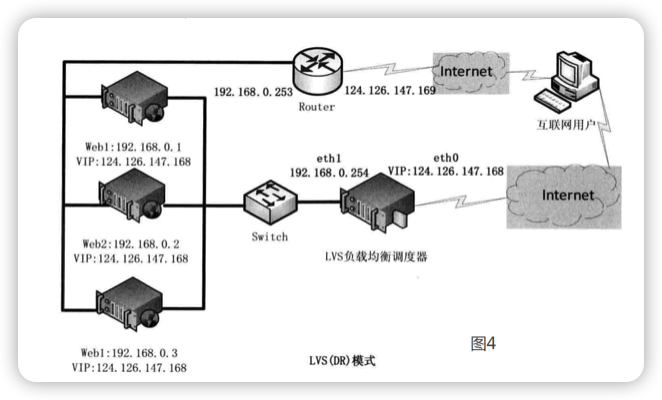 Internet
192.168.0.253
124.126.147.169
Router
互联网用户
Web1:192.168.0.1
VIP:124.126.147.168
eth1
192.168.0.254
eth0
VIP:124.126.147.168
Internet
Switch
LVS负载均衡调度器
Web2:192.168.0.2
VIP:124.126.147.168
Web1:192.168.0.3
VIP:124.126.147.168
LVS(DR)模式
图4